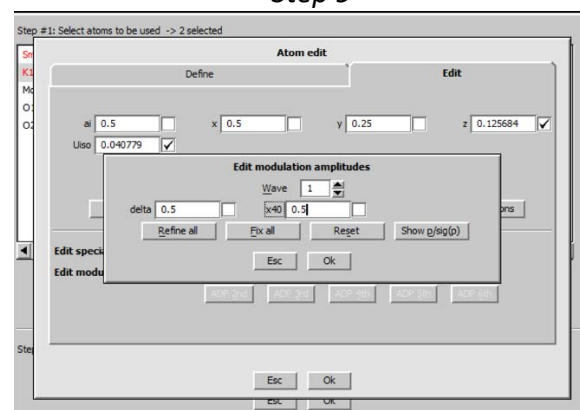 Step 5
Step #1: Select atoms to be used -> 2 selected
Atom edit
Define Edit
K1
O1
O2
ai 0.5 x 0.5 y 0.25 z 0.125684
Uiso 0.040779
Edit modulation amplitudes
Wave 1
delta 0.5 x40 0.5
Refine all Fix all Reset Show p/sig(p)
Esc Ok
ons
Edit speci
Edit modu
ADP 2nd ADP 3rd ADP 4th ADP 5th ADP 6th
Step
Esc Ok
Esc Ok